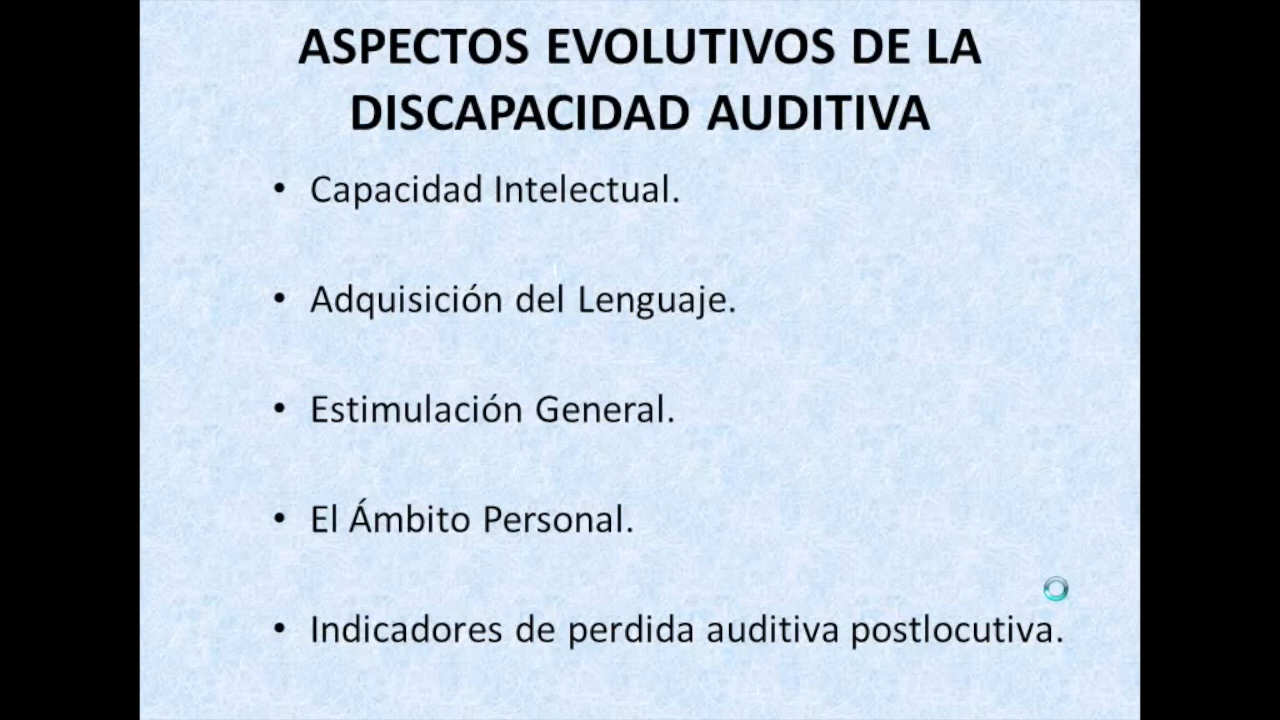 ASPECTOS EVOLUTIVOS DE LA
DISCAPACIDAD AUDITIVA
• Capacidad Intelectual.
• Adquisición del Lenguaje.
• Estimulación General.
• El Ámbito Personal.
• Indicadores de perdida auditiva postlocutiva.